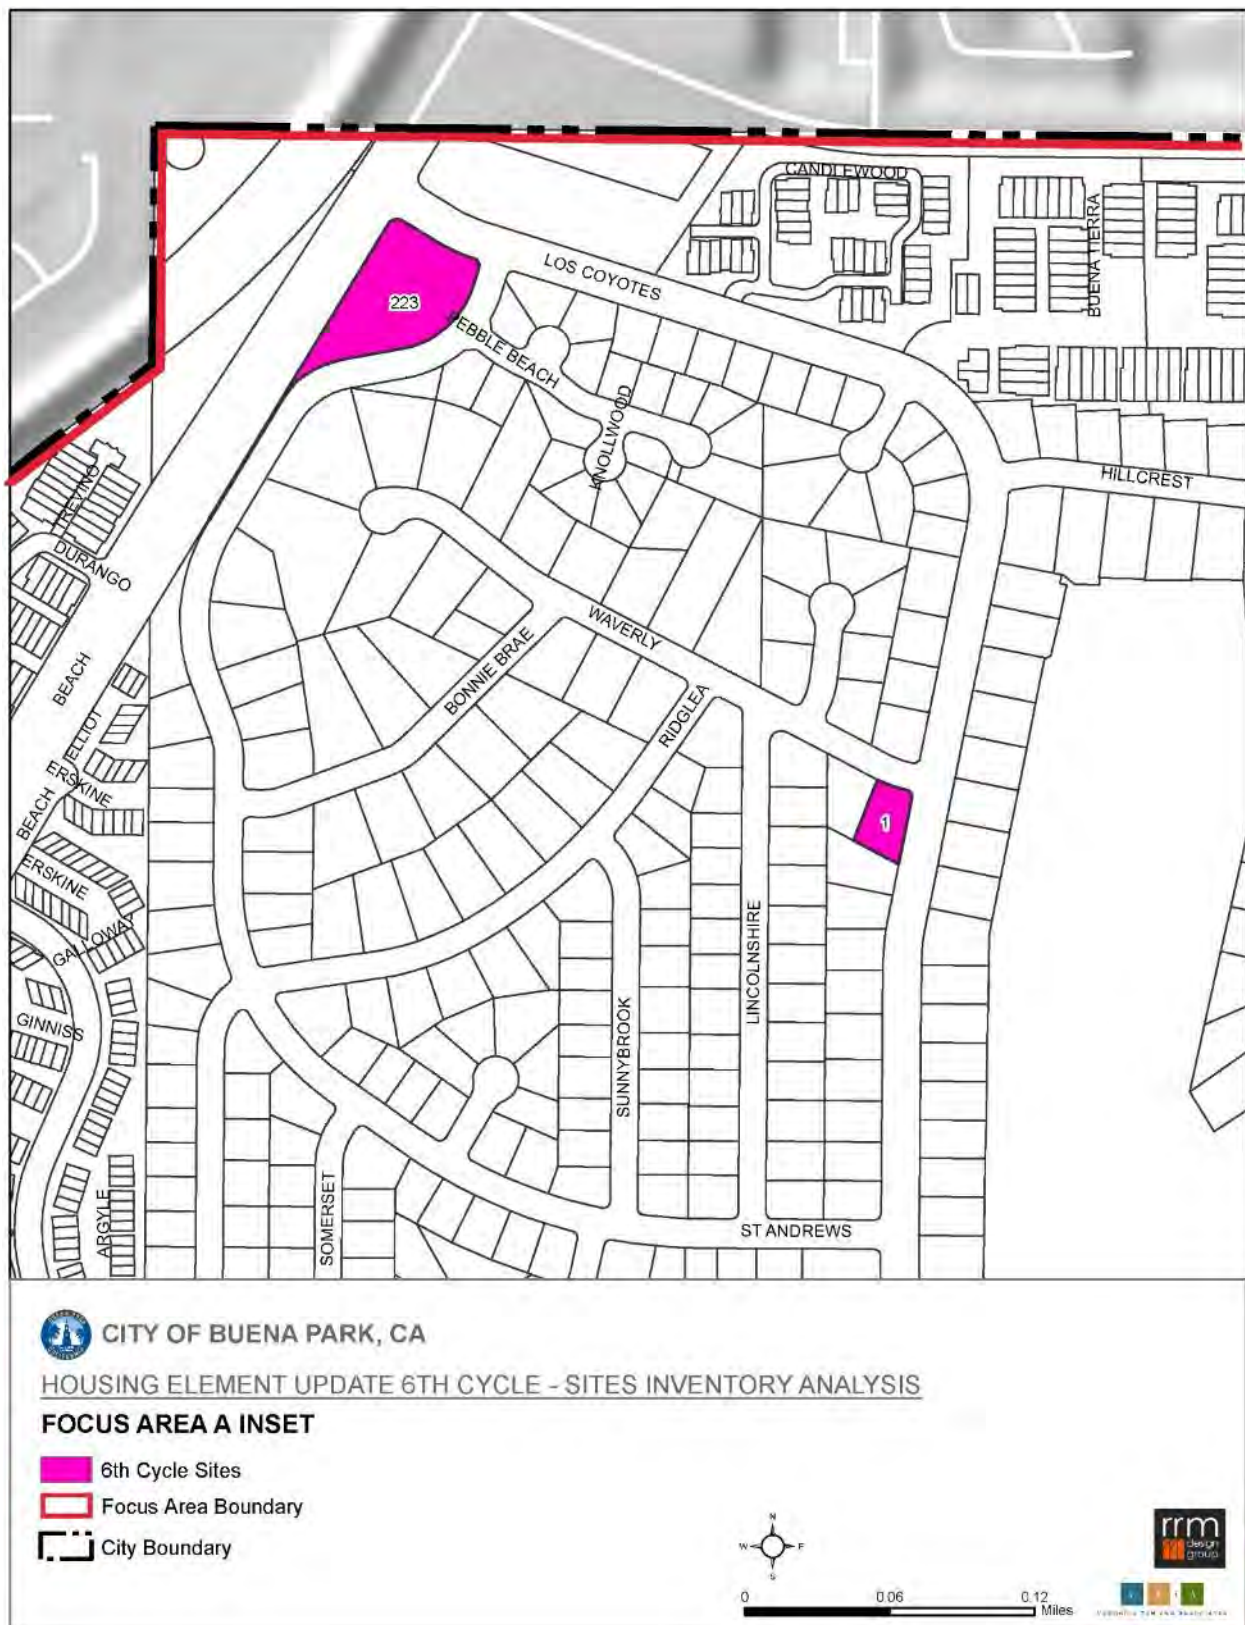 CANDLEWOOD
BUENA TIERRA
LOS COYOTES
223
PEBBLE BEACH
KNOLLWOOD
HILLCREST
TREVINO
DURANGO
WAVERLY
BONNIE BRAE
RIDGLEA
BEACH
ELLIOT
ERSKINE
BEACH
1
ERSKINE
GALLOWAY
LINCOLNSHIRE
GINNISS
SUNNYBROOK
ARGYLE
SOMERSET
ST ANDREWS
CITY OF BUENA PARK, CA
HOUSING ELEMENT UPDATE 6TH CYCLE - SITES INVENTORY ANALYSIS
FOCUS AREA A INSET
6th Cycle Sites
Focus Area Boundary
City Boundary
N
W E
S
0 0.06 0.12
Miles
rrm
design
group